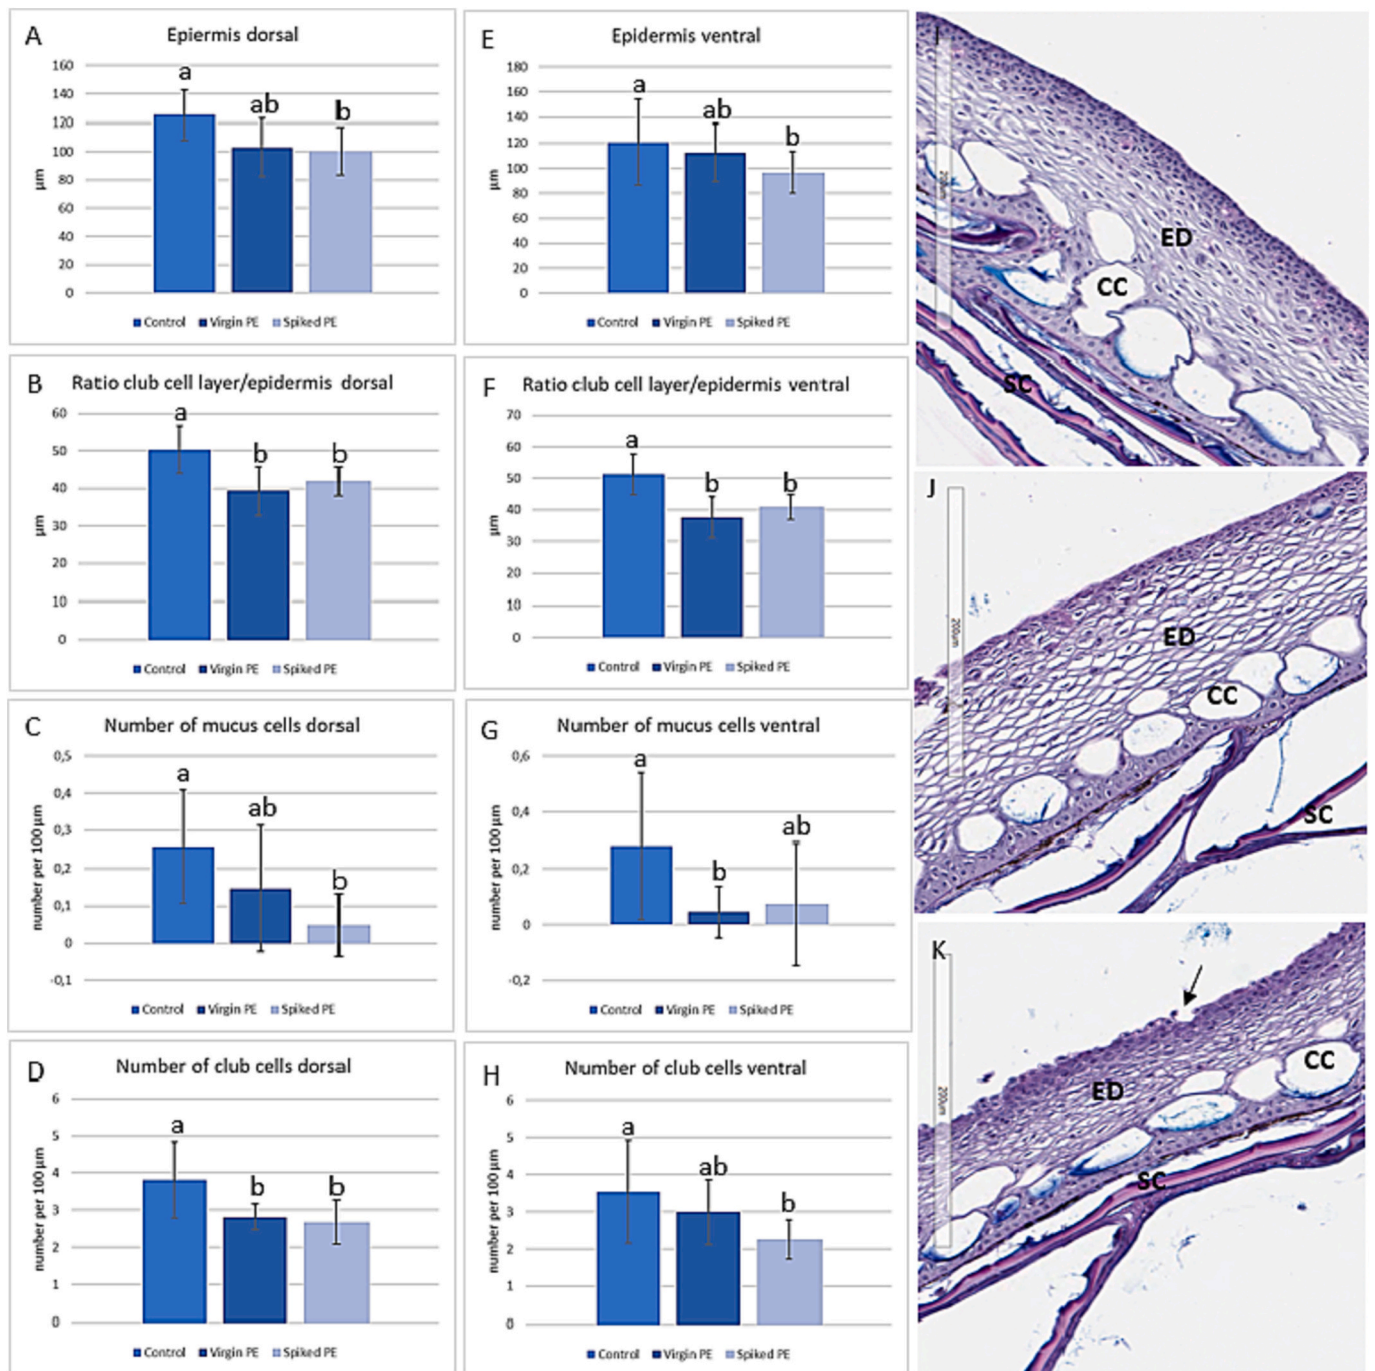 A
Epiermis dorsal
160
140
120
100
80
60
40
20
0
µm
a
ab
b
Control Virgin PE Spiked PE
E
Epidermis ventral
180
160
140
120
100
80
60
40
20
0
µm
a
ab
b
Control Virgin PE Spiked PE
B
Ratio club cell layer/epidermis dorsal
60
50
40
30
20
10
0
µm
a
b
b
Control Virgin PE Spiked PE
F
Ratio club cell layer/epidermis ventral
70
60
50
40
30
20
10
0
µm
a
b
b
Control Virgin PE Spiked PE
C
Number of mucus cells dorsal
0,5
0,4
0,3
0,2
0,1
0
-0,1
number per 100 µm
a
ab
b
Control Virgin PE Spiked PE
G
Number of mucus cells ventral
0,6
0,4
0,2
0
-0,2
number per 100 µm
a
b
ab
Control Virgin PE Spiked PE
D
Number of club cells dorsal
6
5
4
3
2
1
0
number per 100 µm
a
b
b
Control Virgin PE Spiked PE
H
Number of club cells ventral
6
5
4
3
2
1
0
number per 100 µm
a
ab
b
Control Virgin PE Spiked PE
I
200µm
ED
CC
SC
J
200µm
ED
CC
SC
K
200µm
ED
CC
SC